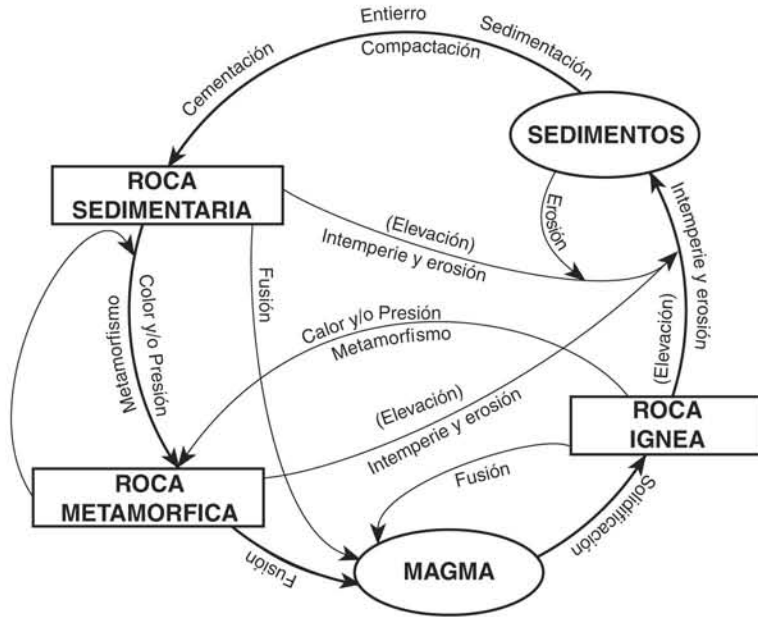 Entierro
Sedimentación
Compactación
Cementación
SEDIMENTOS
ROCA
SEDIMENTARIA
Erosión
Intemperie y erosión
(Elevación)
(Elevación)
Intemperie y erosión
Fusión
Color y/o Presión
Metamorfismo
Calor y/o Presión
Metamorfismo
(Elevación)
Intemperie y erosión
ROCA
IGNEA
ROCA
METAMORFICA
Fusión
Solidificación
Fusión
MAGMA